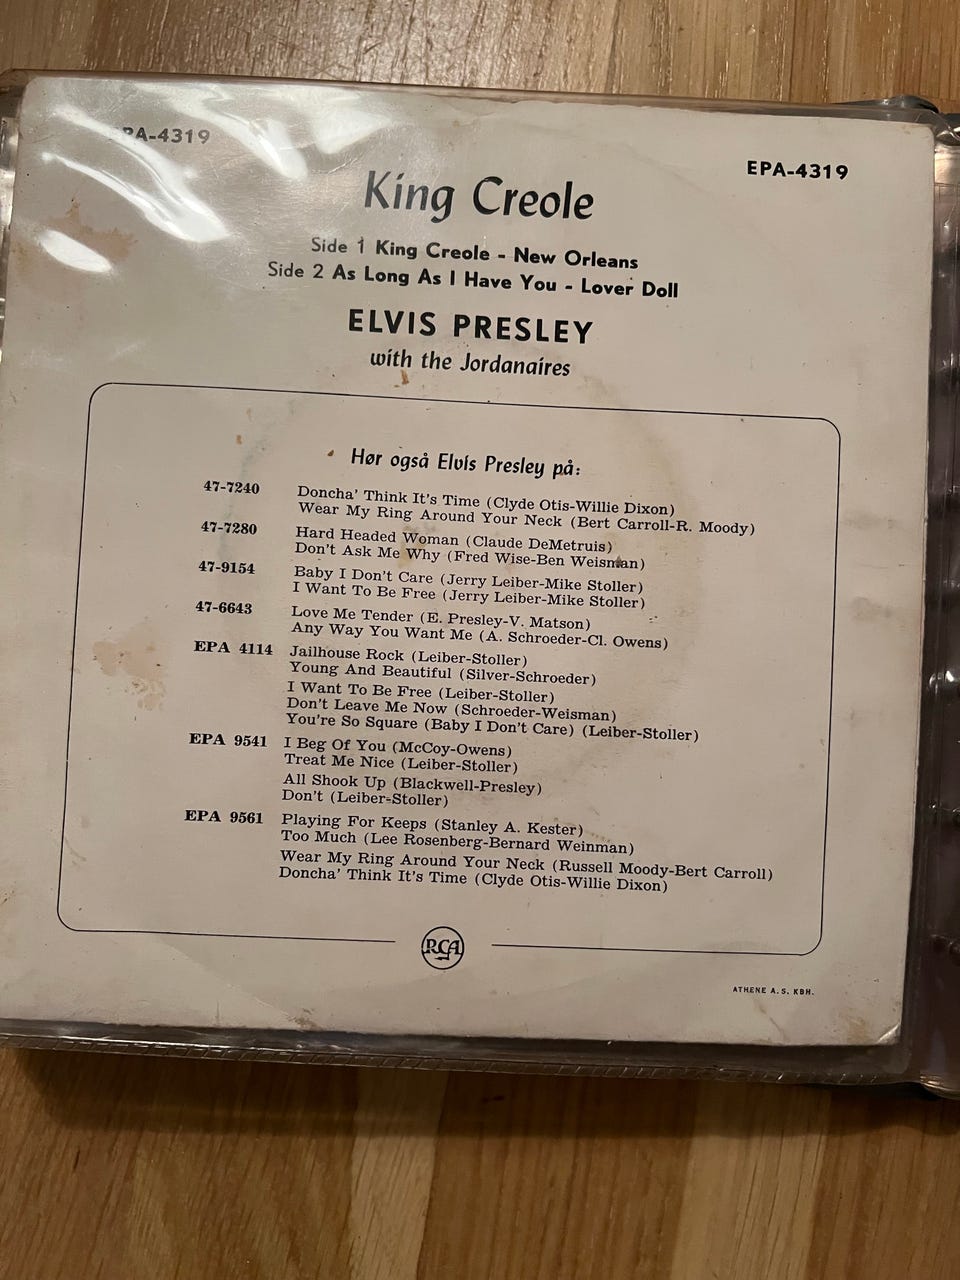 PA-4319
EPA-4319
King Creole
Side 1 King Creole - New Orleans
Side 2 As Long As I Have You - Lover Doll
ELVIS PRESLEY
with the Jordanaires
Hør også Elvis Presley på:
47-7240 Doncha' Think It's Time (Clyde Otis-Willie Dixon)
Wear My Ring Around Your Neck (Bert Carroll-R. Moody)
47-7280 Hard Headed Woman (Claude DeMetruis)
Don't Ask Me Why (Fred Wise-Ben Weisman)
47-9154 Baby I Don't Care (Jerry Leiber-Mike Stoller)
I Want To Be Free (Jerry Leiber-Mike Stoller)
47-6643 Love Me Tender (E. Presley-V. Matson)
Any Way You Want Me (A. Schroeder-Cl. Owens)
EPA 4114 Jailhouse Rock (Leiber-Stoller)
Young And Beautiful (Silver-Schroeder)
I Want To Be Free (Leiber-Stoller)
Don't Leave Me Now (Schroeder-Weisman)
You're So Square (Baby I Don't Care) (Leiber-Stoller)
EPA 9541 I Beg Of You (McCoy-Owens)
Treat Me Nice (Leiber-Stoller)
All Shook Up (Blackwell-Presley)
Don't (Leiber-Stoller)
EPA 9561 Playing For Keeps (Stanley A. Kester)
Too Much (Lee Rosenberg-Bernard Weinman)
Wear My Ring Around Your Neck (Russell Moody-Bert Carroll)
Doncha' Think It's Time (Clyde Otis-Willie Dixon)
RCA
ATHENE A.S. KBH.